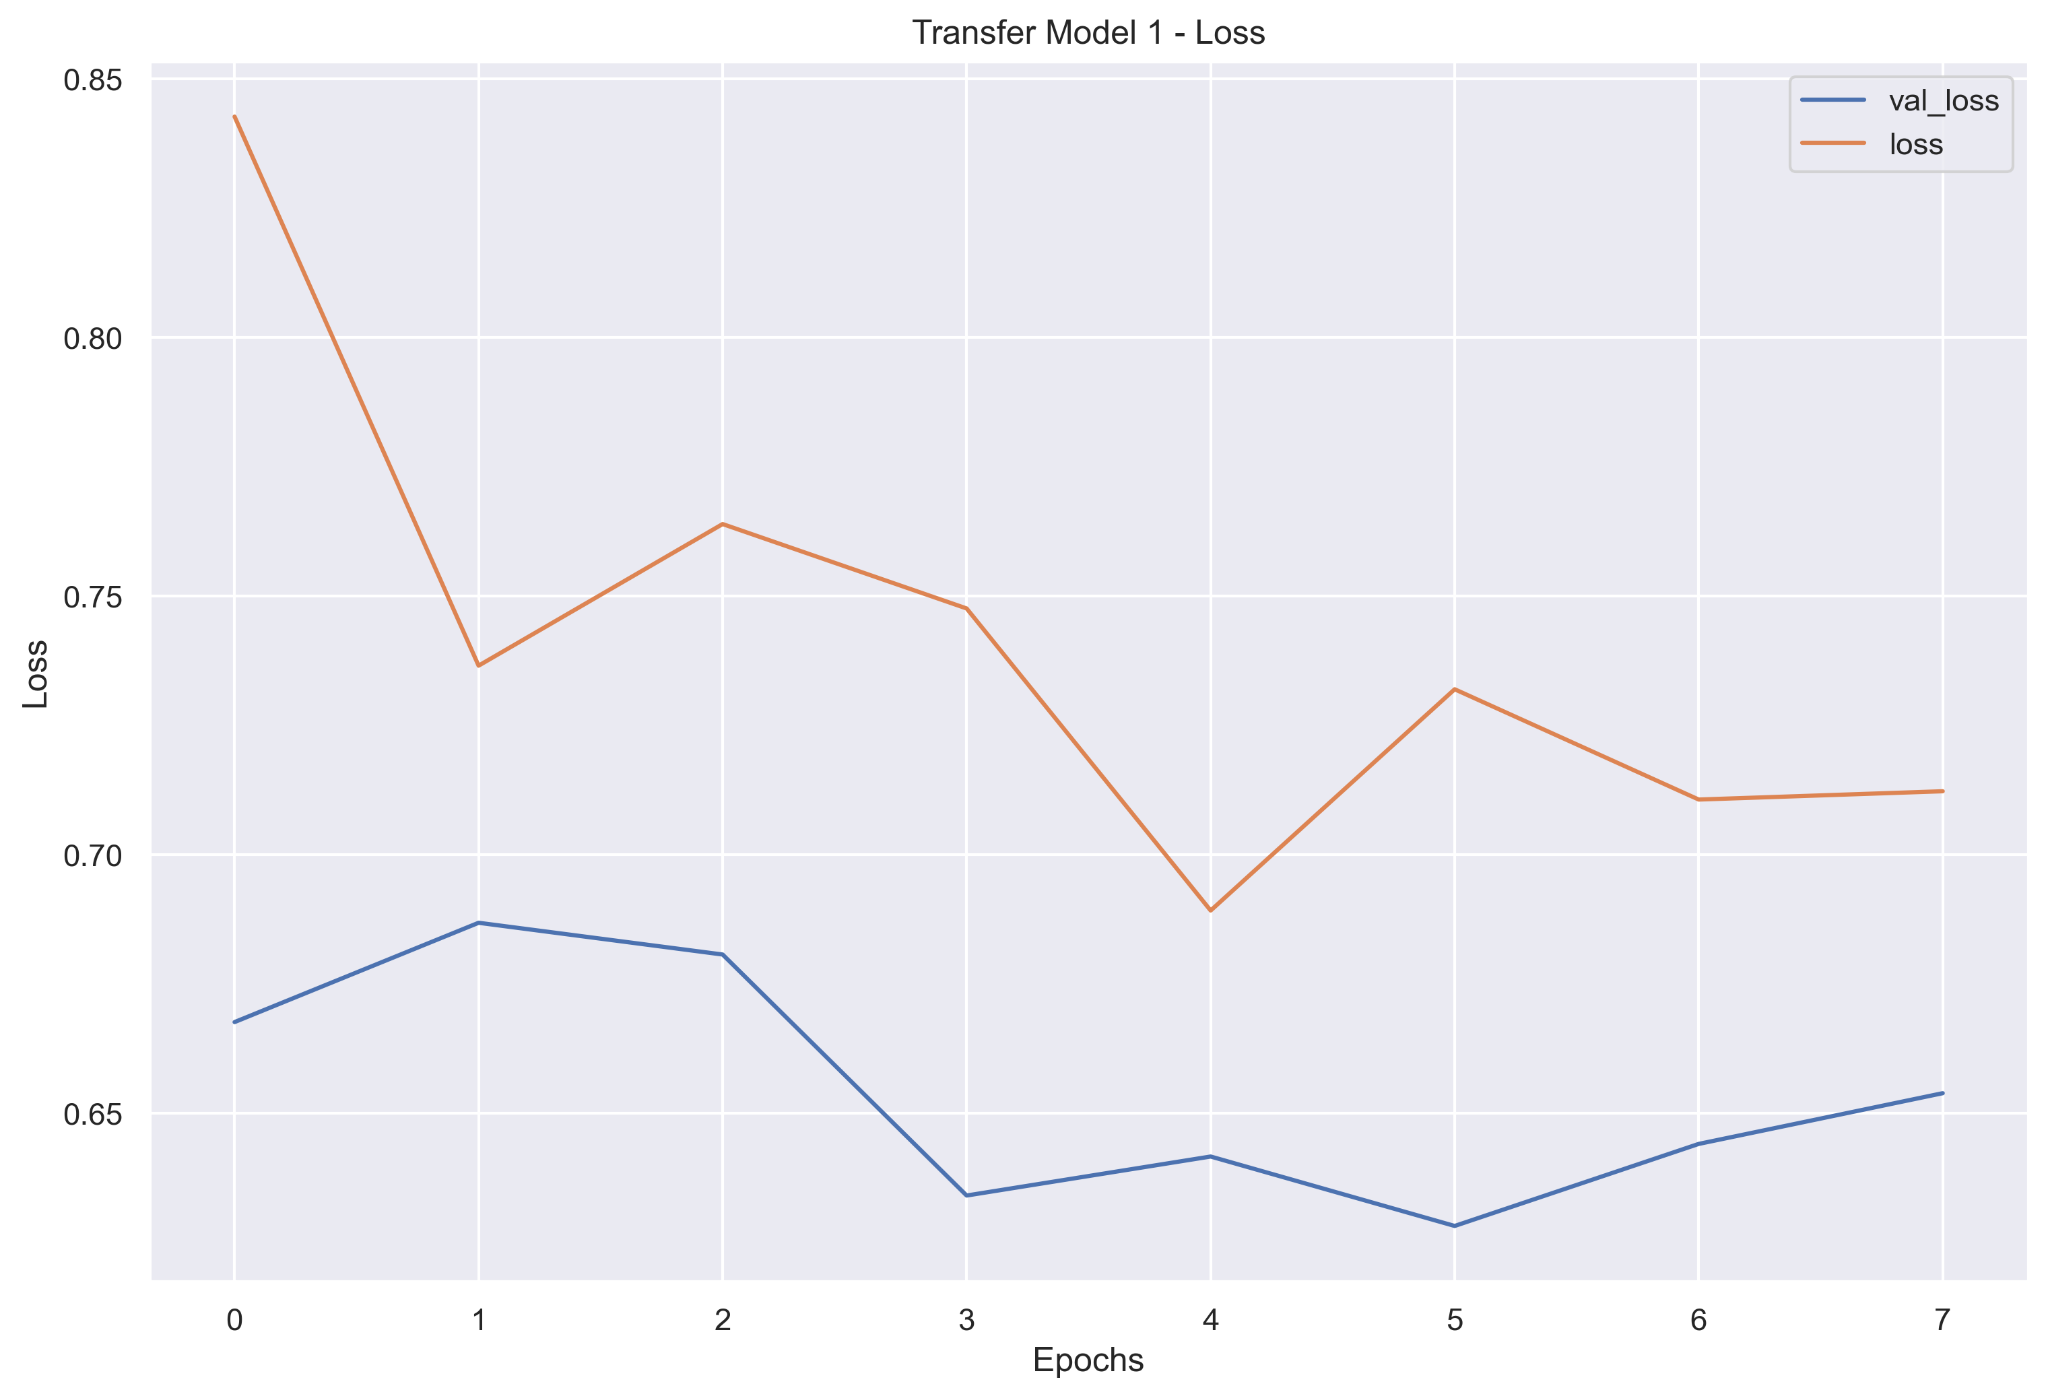 Transfer Model 1 - Loss
val_loss
loss
0.85
0.80
0.75
0.70
0.65
Loss
0 1 2 3 4 5 6 7
Epochs